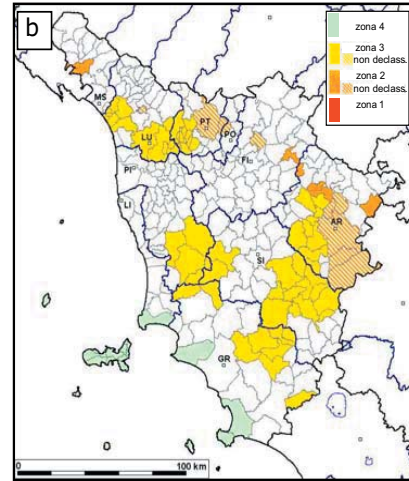 b
zona 4
zona 3
non declass.
zona 2
non declass.
zona 1
MS
LU
PT
PO
PI
FI
LI
AR
SI
GR
0
100 km